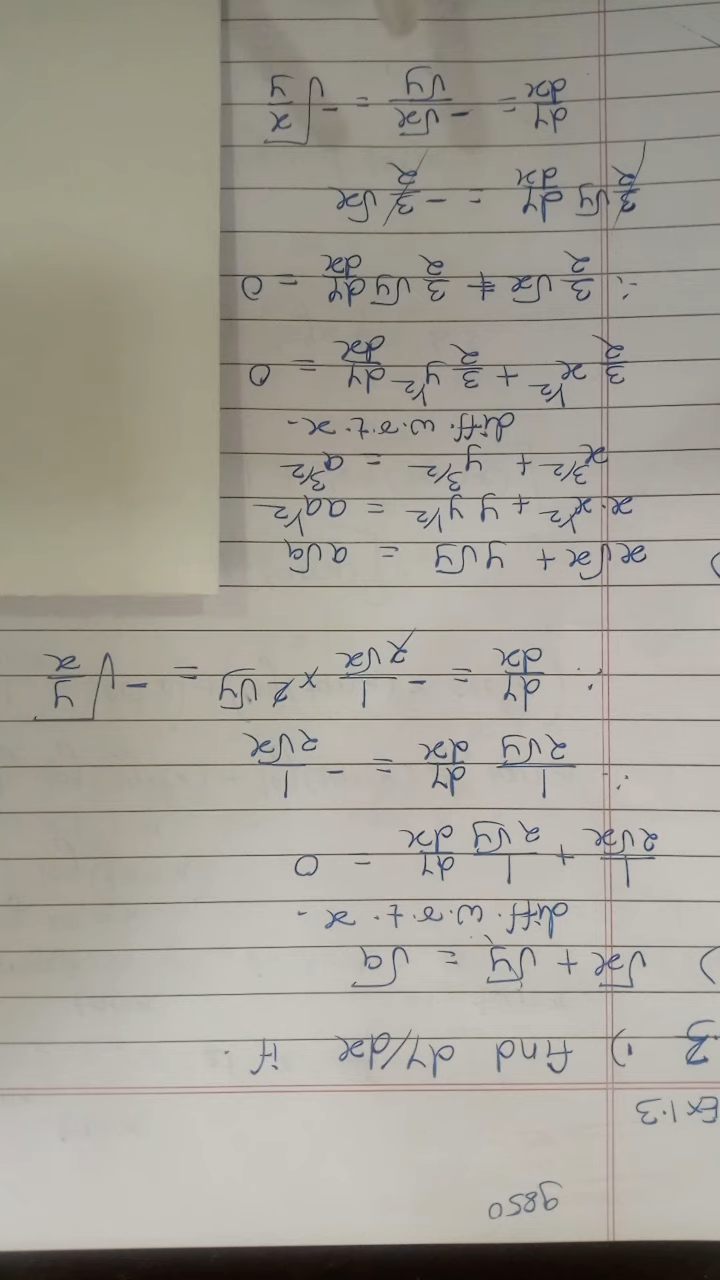 9850
Ex 1.3
3 1) find dy/dx if.
) √x + √y = √a
diff. w.r.t. x -
1/2√x + 1/2√y dy/dx = 0
∴ 1/2√y dy/dx = - 1/2√x
∴ dy/dx = - 1/2√x × 2√y = - √y/x
) x√x + y√y = a√a
x·x^1/2 + y y^1/2 = aa^1/2
x^3/2 + y^3/2 = a^3/2
diff. w.r.t. x -
3/2 x^1/2 + 3/2 y^1/2 dy/dx = 0
∴ 3/2 √x + 3/2 √y dy/dx = 0
3/2 √y dy/dx = - 3/2 √x
dy/dx = -√x/√y = - √x/y